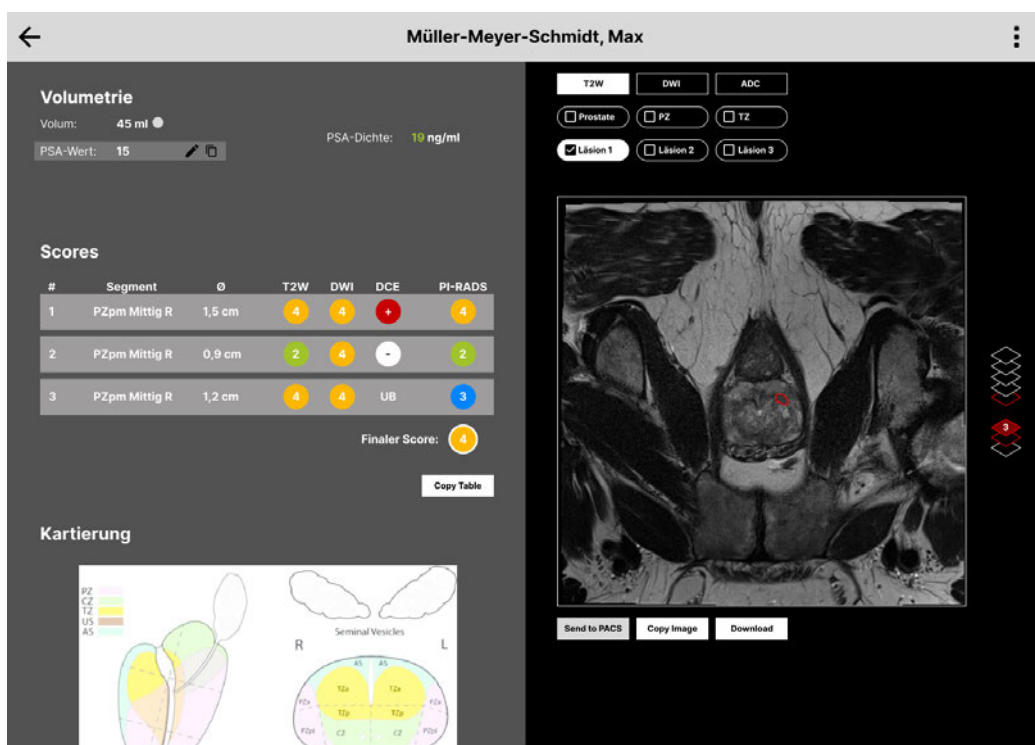 Müller-Meyer-Schmidt, Max
Volumetrie
Volum: 45 ml
PSA-Wert: 15
PSA-Dichte: 19 ng/ml
Scores
# Segment Ø T2W DWI DCE PI-RADS
1 PZpm Mittig R 1,5 cm 4 4 + 4
2 PZpm Mittig R 0,9 cm 2 4 - 2
3 PZpm Mittig R 1,2 cm 4 4 UB 3
Finaler Score: 4
Copy Table
Kartierung
PZ
CZ
TZ
US
AS
Seminal Vesicles
R L
AS AS
TZa TZa
PZa PZa
TZp TZp
PZpl CZ CZ PZpl
T2W DWI ADC
Prostate PZ TZ
Läsion 1 Läsion 2 Läsion 3
3
Send to PACS Copy Image Download